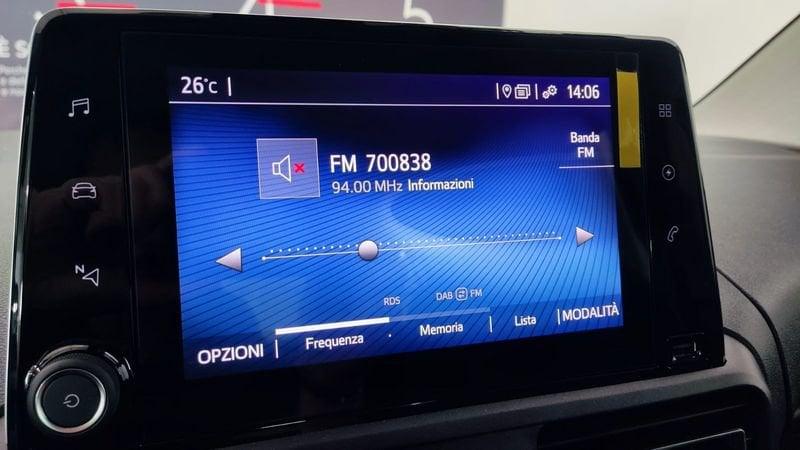 26°C
14:06
Banda
FM
FM 700838
94.00 MHz Informazioni
RDS
DAB FM
OPZIONI
Frequenza
Memoria
Lista
MODALITÀ
N